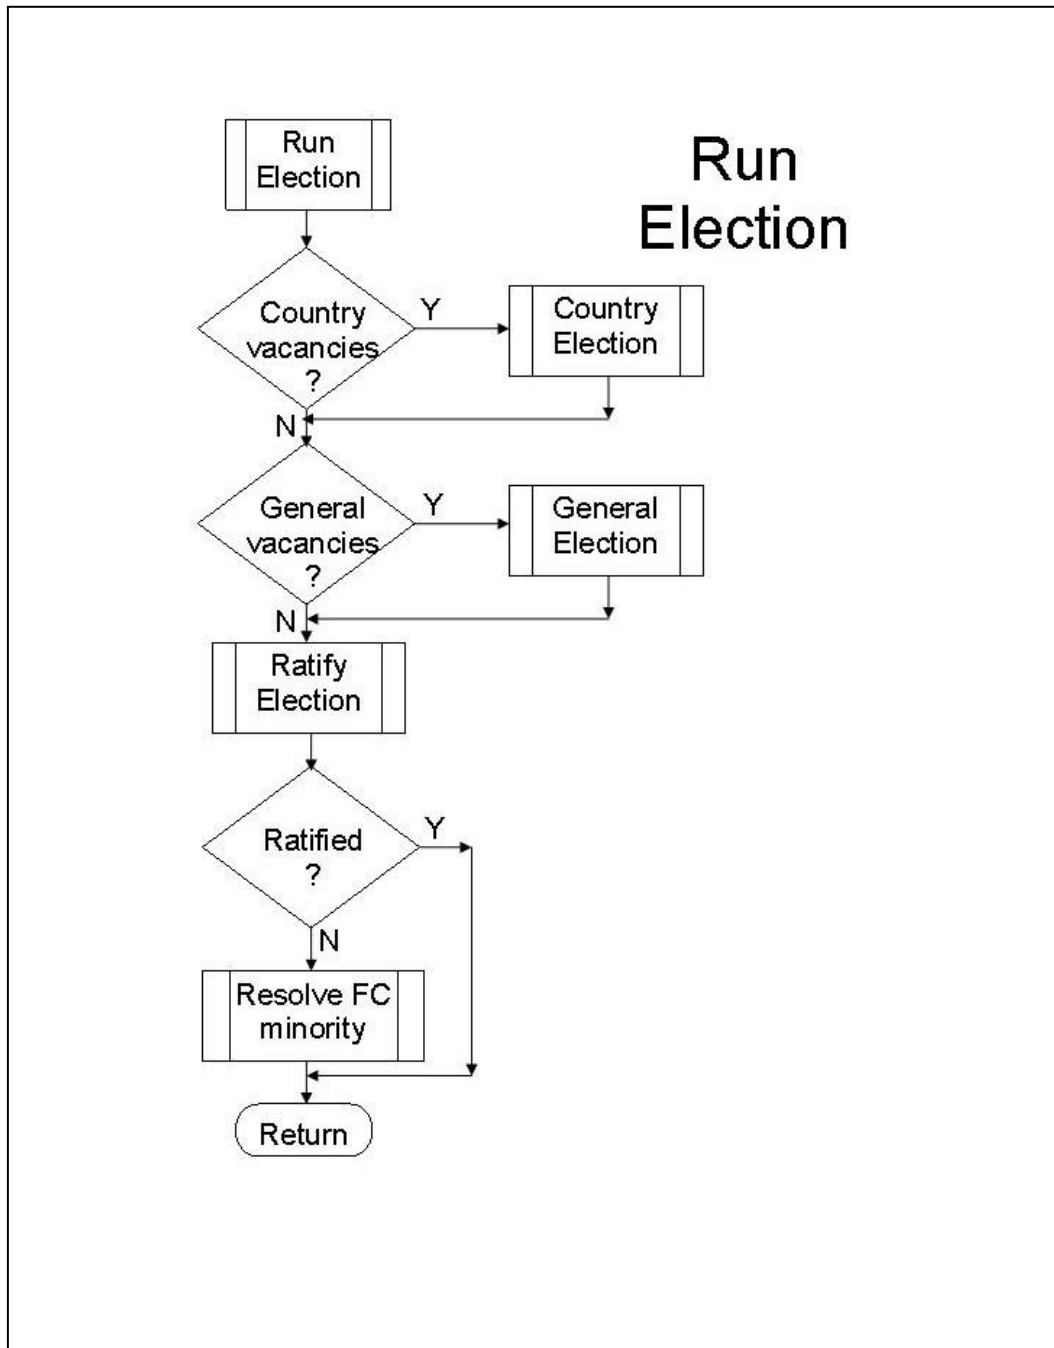 Run
Election
Run
Election
Country
vacancies
?
Y
Country
Election
N
General
vacancies
?
Y
General
Election
N
Ratify
Election
Ratified
?
Y
N
Resolve FC
minority
Return